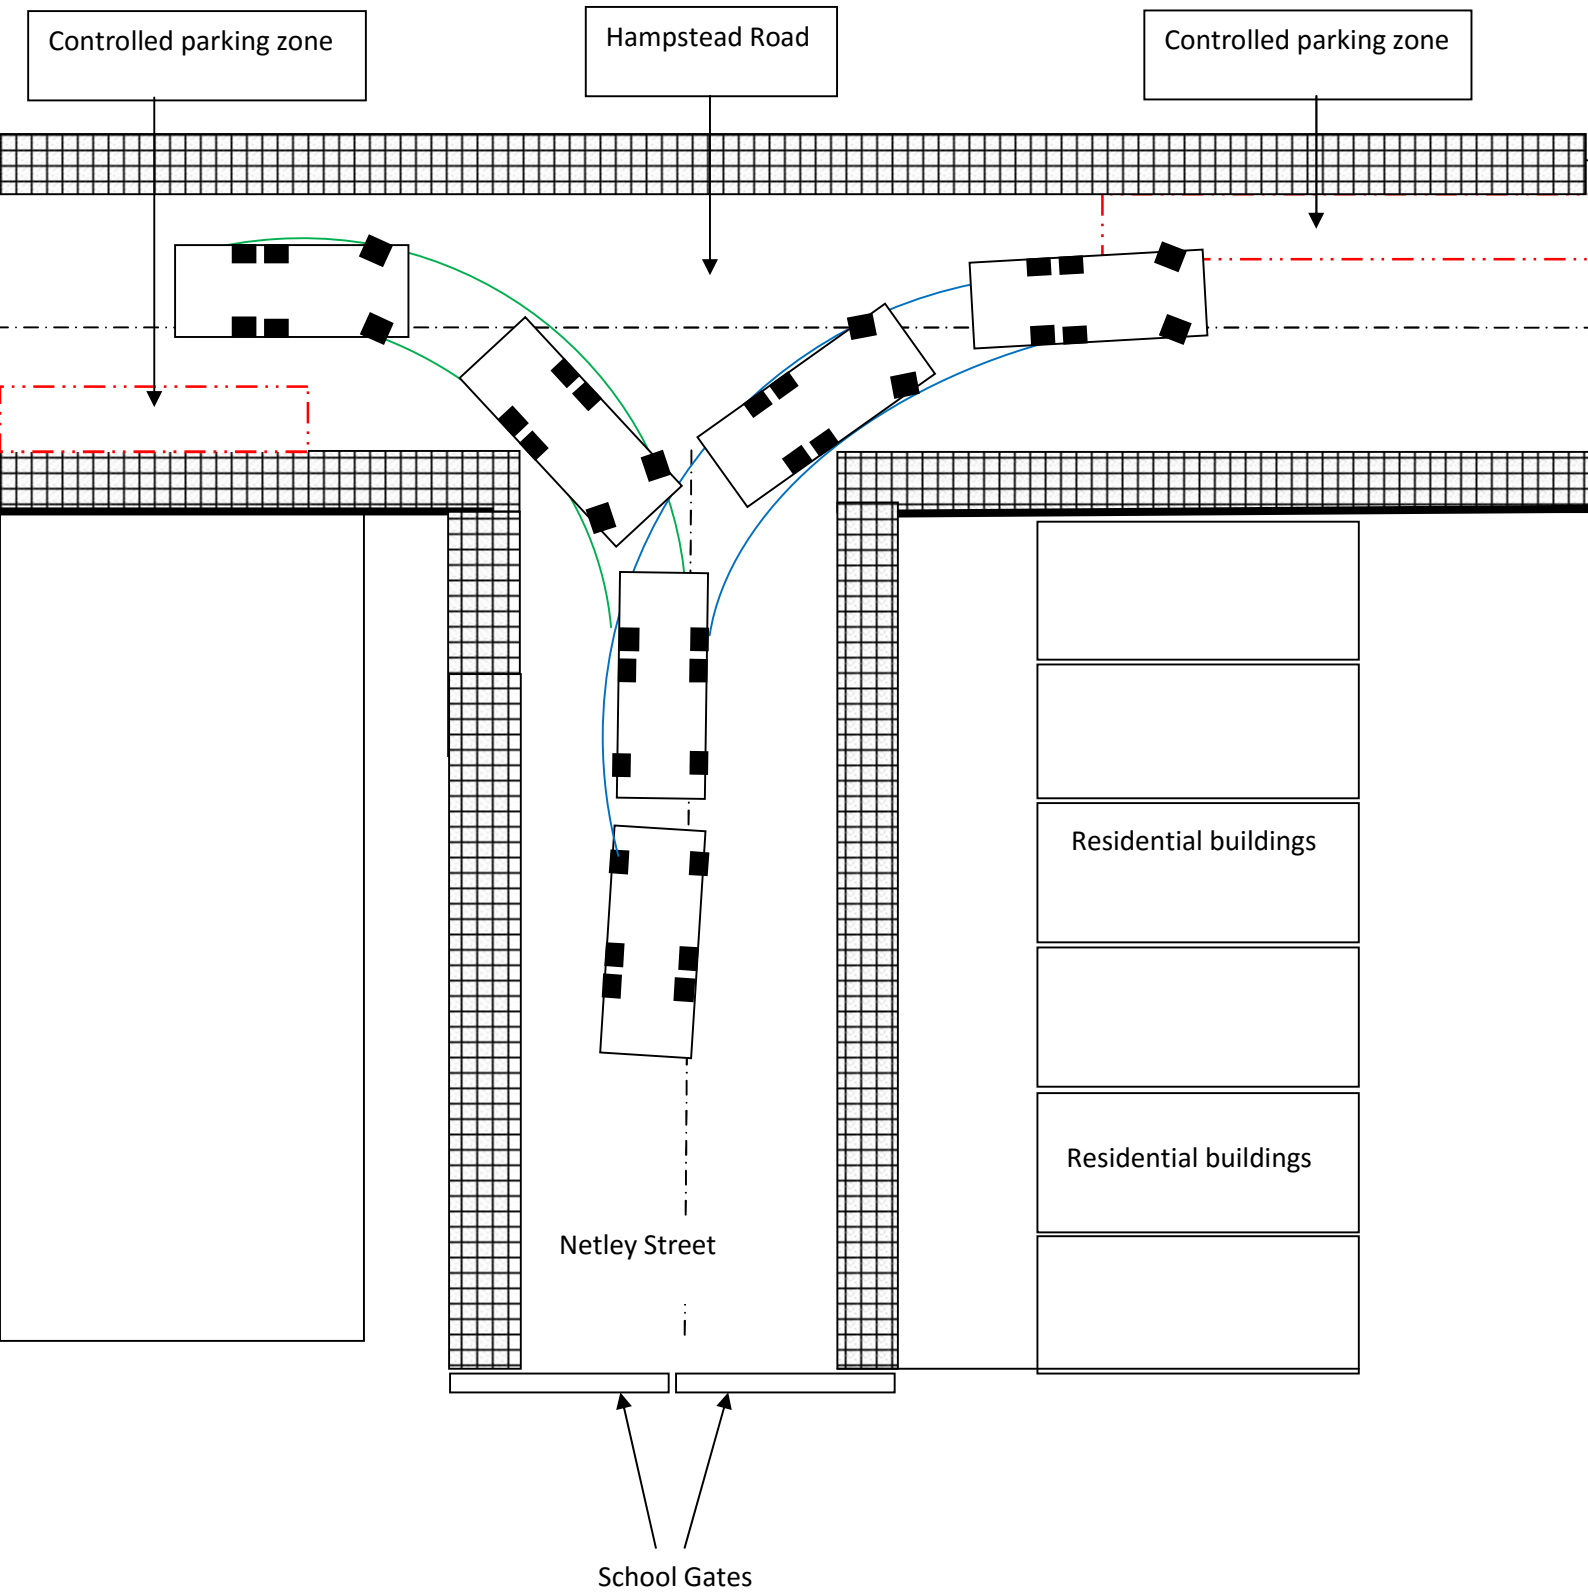 Controlled parking zone
Hampstead Road
Controlled parking zone
Residential buildings
Residential buildings
Netley Street
School Gates